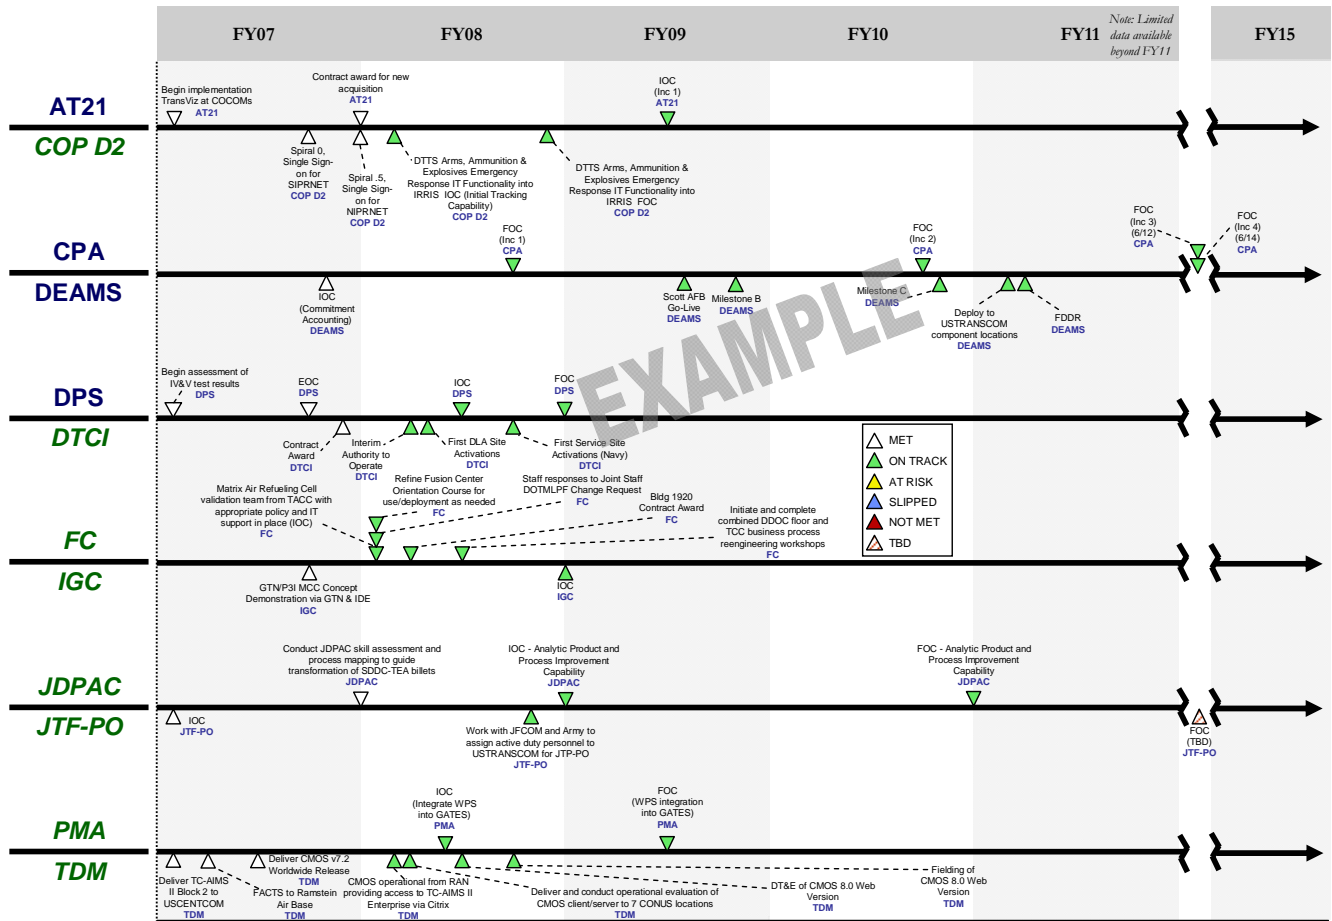 FY07
FY08
FY09
FY10
FY11
Note: Limited
data available
beyond FY11
FY15
AT21
COP D2
Begin implementation
TransViz at COCOMs
AT21
Contract award for new
acquisition
AT21
IOC
(Inc 1)
AT21
Spiral 0,
Single Sign-
on for
SIPRNET
COP D2
Spiral .5,
Single Sign-
on for
NIPRNET
COP D2
DTTS Arms, Ammunition &
Explosives Emergency
Response IT Functionality into
IRRIS IOC (Initial Tracking
Capability)
COP D2
DTTS Arms, Ammunition &
Explosives Emergency
Response IT Functionality into
IRRIS FOC
COP D2
CPA
DEAMS
FOC
(Inc 1)
CPA
FOC
(Inc 2)
CPA
FOC
(Inc 3)
(6/12)
CPA
FOC
(Inc 4)
(6/14)
CPA
IOC
(Commitment
Accounting)
DEAMS
Scott AFB
Go-Live
DEAMS
Milestone B
DEAMS
Milestone C
DEAMS
Deploy to
USTRANSCOM
component locations
DEAMS
FDDR
DEAMS
EXAMPLE
DPS
DTCI
Begin assessment of
IV&V test results
DPS
EOC
DPS
IOC
DPS
FOC
DPS
Contract
Award
DTCI
Interim
Authority to
Operate
DTCI
First DLA Site
Activations
DTCI
First Service Site
Activations (Navy)
DTCI
MET
ON TRACK
AT RISK
SLIPPED
NOT MET
TBD
FC
IGC
Matrix Air Refueling Cell
validation team from TACC with
appropriate policy and IT
support in place (IOC)
FC
Refine Fusion Center
Orientation Course for
use/deployment as needed
FC
Staff responses to Joint Staff
DOTMLPF Change Request
FC
Bldg 1920
Contract Award
FC
Initiate and complete
combined DDOC floor and
TCC business process
reengineering workshops
FC
GTN/P3I MCC Concept
Demonstration via GTN & IDE
IGC
IOC
IGC
JDPAC
JTF-PO
Conduct JDPAC skill assessment and
process mapping to guide
transformation of SDDC-TEA billets
JDPAC
IOC - Analytic Product and
Process Improvement
Capability
JDPAC
FOC - Analytic Product and
Process Improvement
Capability
JDPAC
IOC
JTF-PO
Work with JFCOM and Army to
assign active duty personnel to
USTRANSCOM for JTP-PO
JTF-PO
FOC
(TBD)
JTF-PO
PMA
TDM
IOC
(Integrate WPS
into GATES)
PMA
FOC
(WPS integration
into GATES)
PMA
Deliver TC-AIMS
II Block 2 to
USCENTCOM
TDM
FACTS to Ramstein
Air Base
TDM
Deliver CMOS v7.2
Worldwide Release
TDM
CMOS operational from RAN
providing access to TC-AIMS II
Enterprise via Citrix
TDM
Deliver and conduct operational evaluation of
CMOS client/server to 7 CONUS locations
TDM
DT&E of CMOS 8.0 Web
Version
TDM
Fielding of
CMOS 8.0 Web
Version
TDM